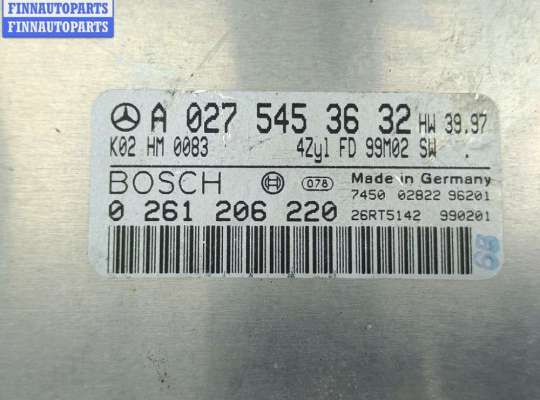 FINNAUTOPARTS
FINNAUTOPARTS
A 027 545 36 32 HW 39.97
K02 HM 0083 4Zyl FD 99M02 SW .
BOSCH 078 Made in Germany
7450 02822 96201
0 261 206 220 26RT5142 990201